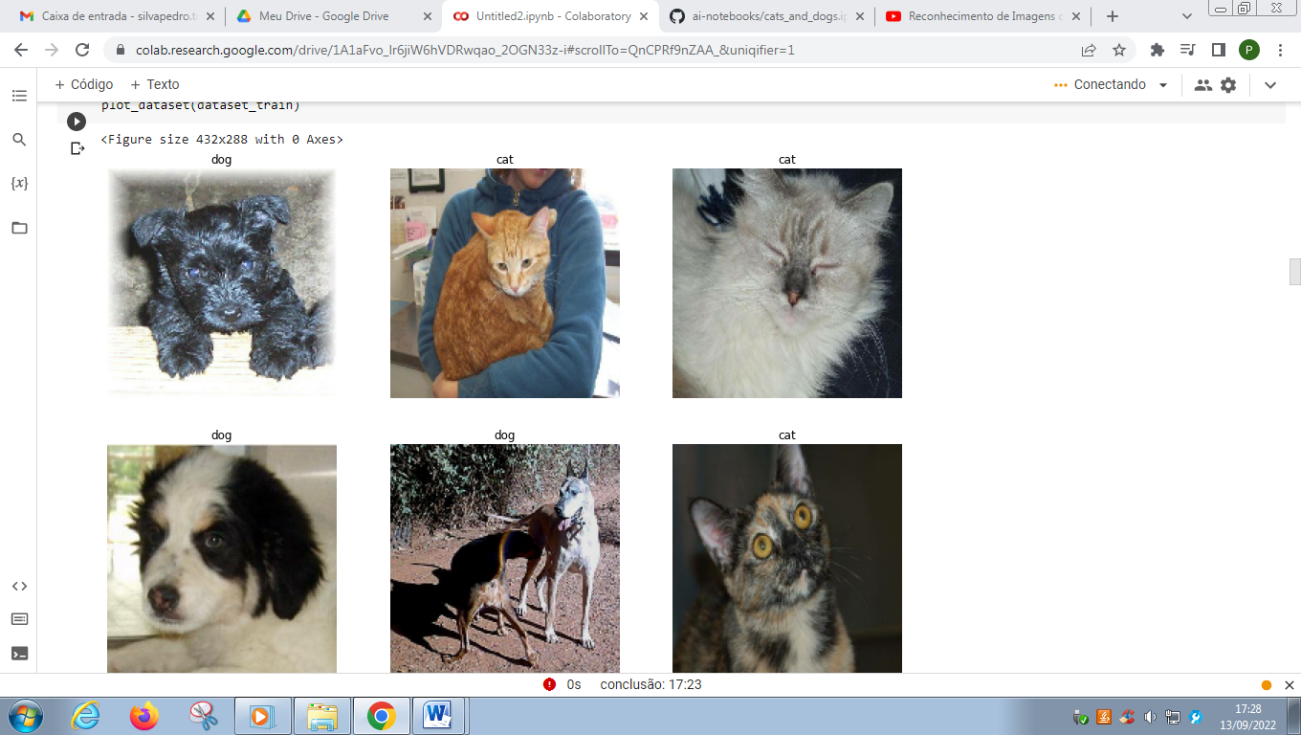 Caixa de entrada - silvapedro.t
Meu Drive - Google Drive
Untitled2.ipynb - Colaboratory
ai-notebooks/cats_and_dogs.i
Reconhecimento de Imagens
colab.research.google.com/drive/1A1aFvo_Ir6jiW6hVDRwqao_2OGN33z-i#scrollTo=QnCPRf9nZAA_&uniqifier=1
P
+ Código + Texto
Conectando
plot_dataset(dataset_train)
<Figure size 432x288 with 0 Axes>
{x}
dog
cat
cat
dog
dog
cat
0s conclusão: 17:23
17:28
13/09/2022